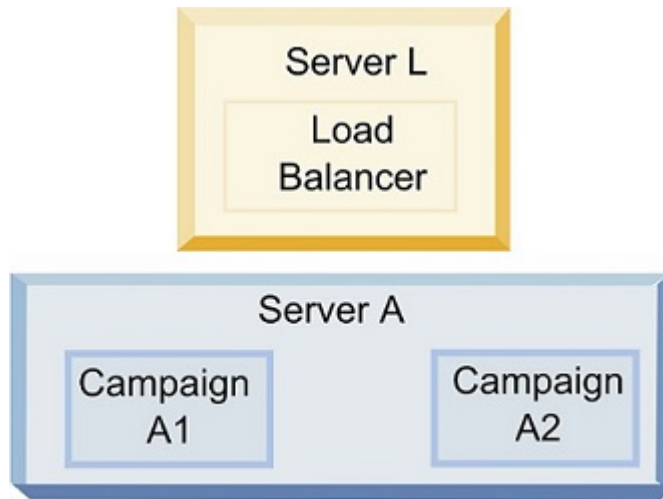 Server L
Load
Balancer
Server A
Campaign
A1
Campaign
A2